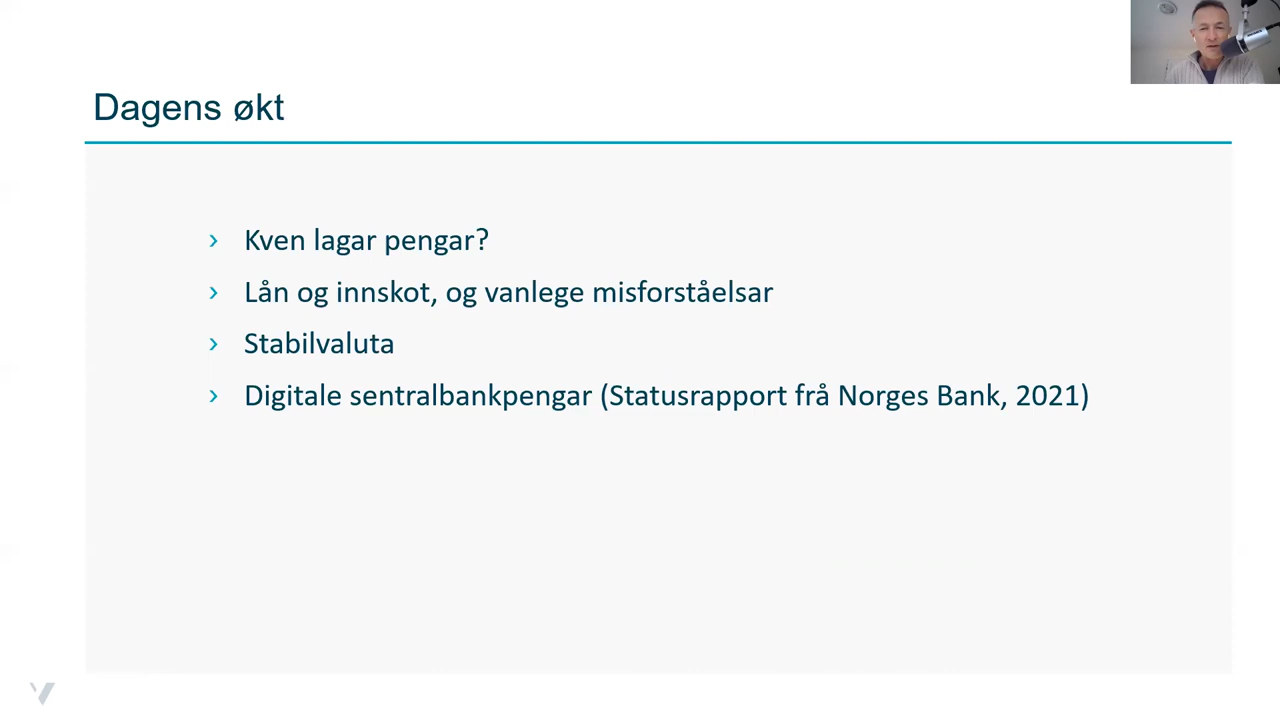 Dagens økt
› Kven lagar pengar?
› Lån og innskot, og vanlege misforståelsar
› Stabilvaluta
› Digitale sentralbankpengar (Statusrapport frå Norges Bank, 2021)